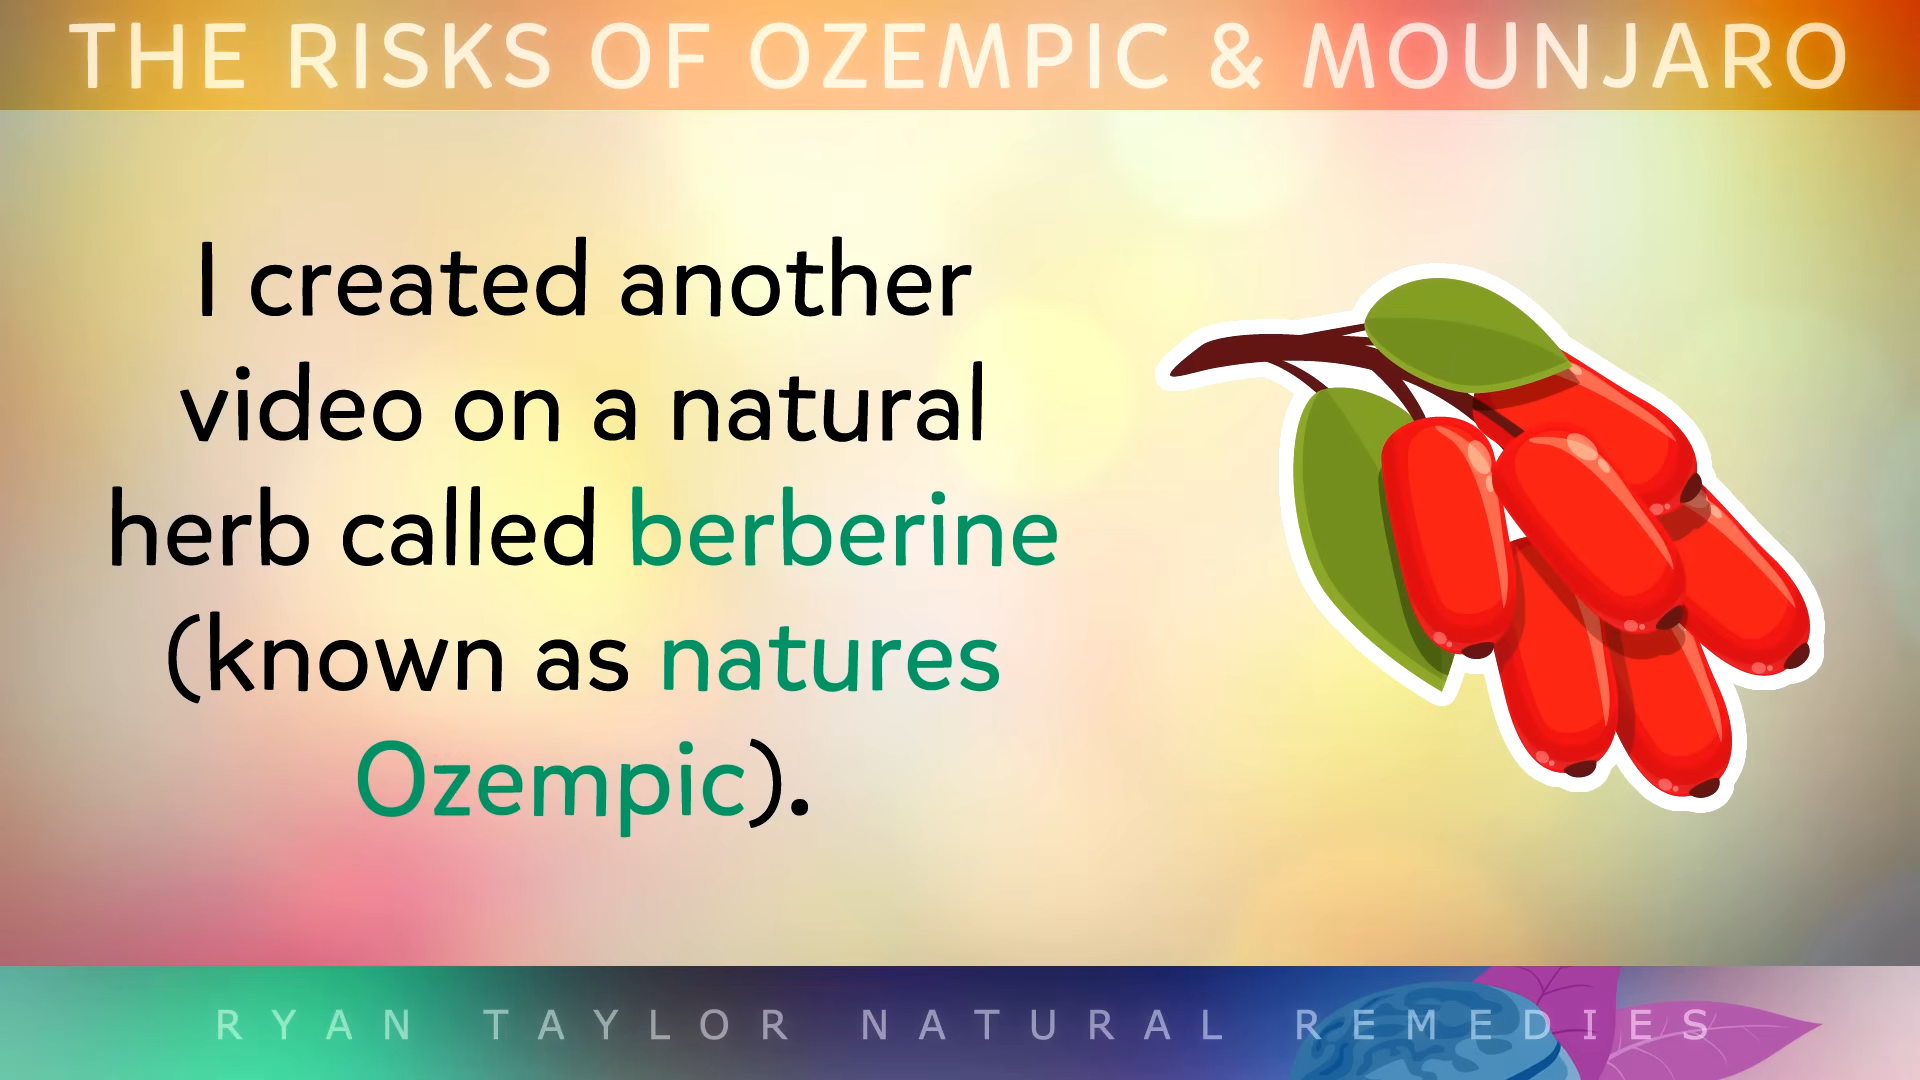 THE RISKS OF OZEMPIC & MOUNJARO
I created another
video on a natural
herb called berberine
(known as natures
Ozempic).
RYAN TAYLOR NATURAL REMEDIES